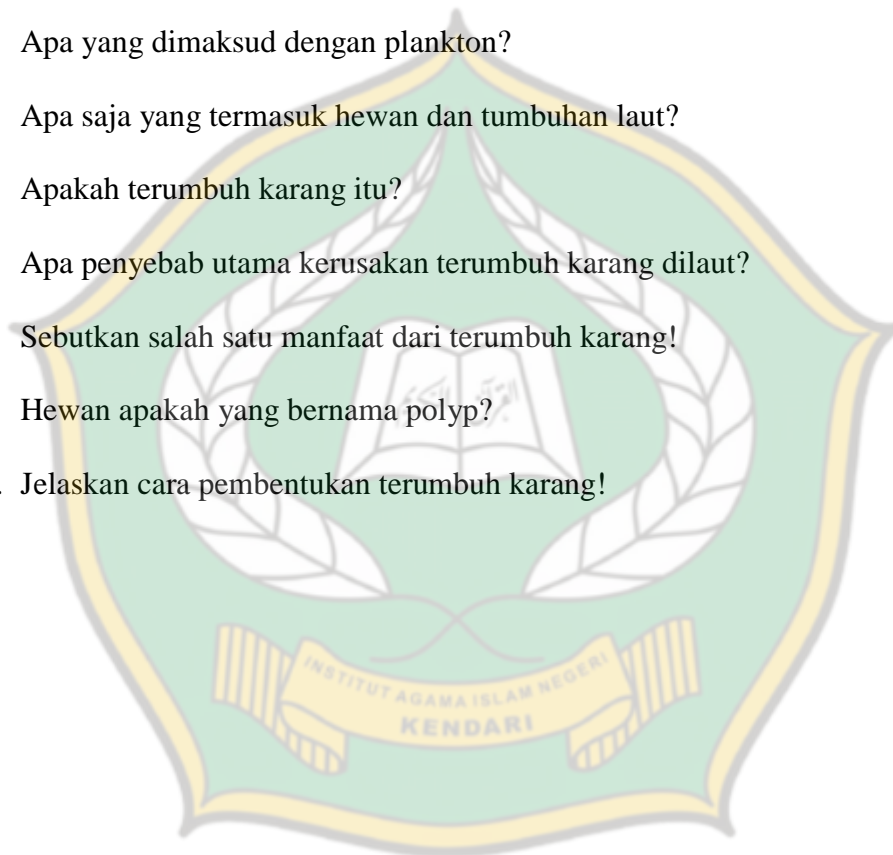 Apa yang dimaksud dengan plankton?
Apa saja yang termasuk hewan dan tumbuhan laut?
Apakah terumbuh karang itu?
Apa penyebab utama kerusakan terumbuh karang dilaut?
Sebutkan salah satu manfaat dari terumbuh karang!
Hewan apakah yang bernama polyp?
. Jelaskan cara pembentukan terumbuh karang!
INSTITUT AGAMA ISLAM NEGERI
KENDARI